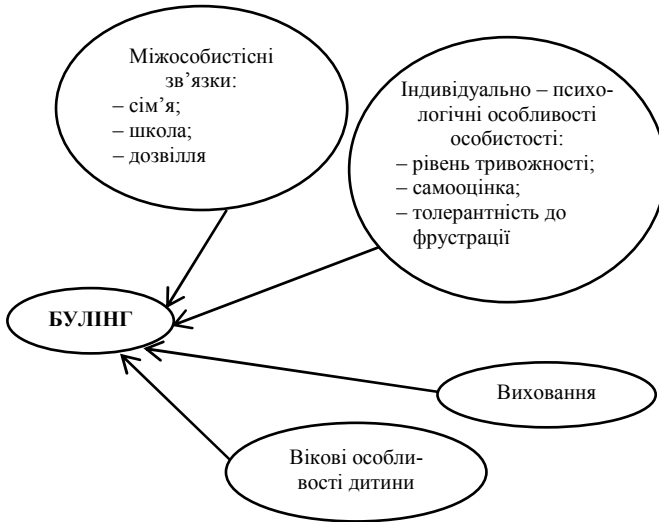 Міжособистісні
зв’язки:
– сім’я;
– школа;
– дозвілля
Індивідуально – психо-
логічні особливості
особистості:
– рівень тривожності;
– самооцінка;
– толерантність до
фрустрації
БУЛІНГ
Виховання
Вікові особли-
вості дитини